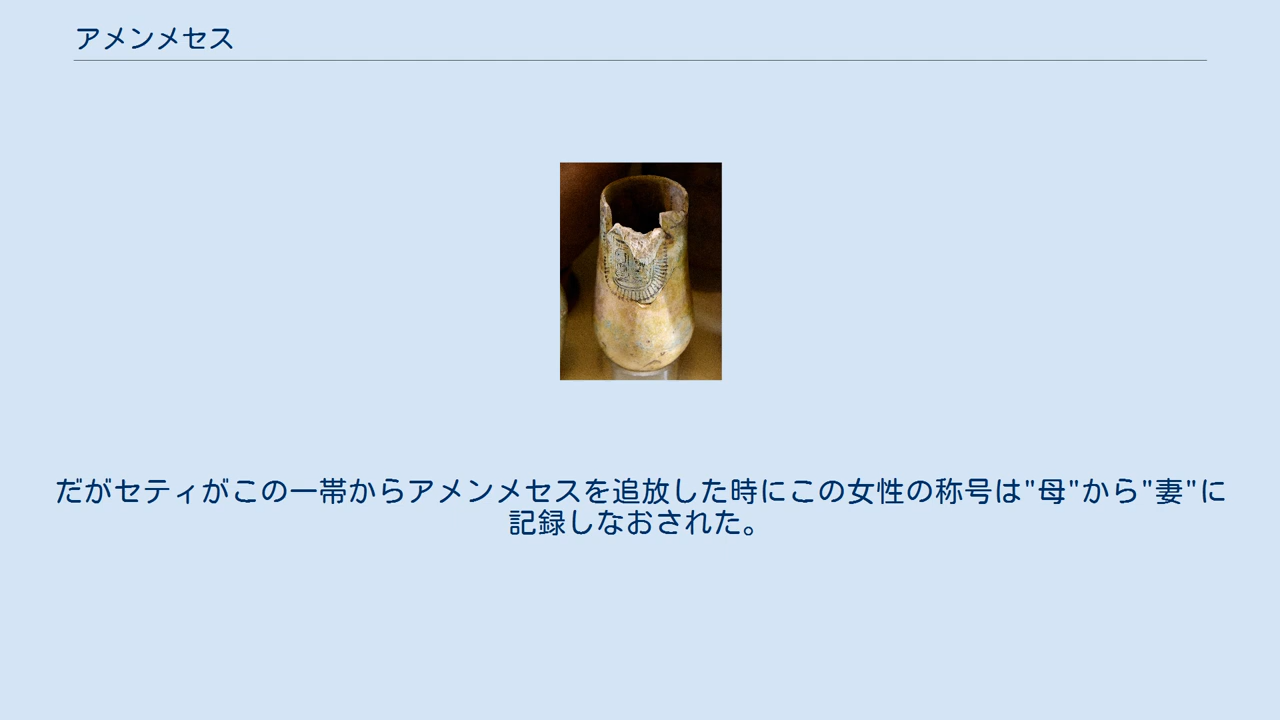 アメンメセス
だがセティがこの一帯からアメンメセスを追放した時にこの女性の称号は"母"から"妻"に
記録しなおされた。